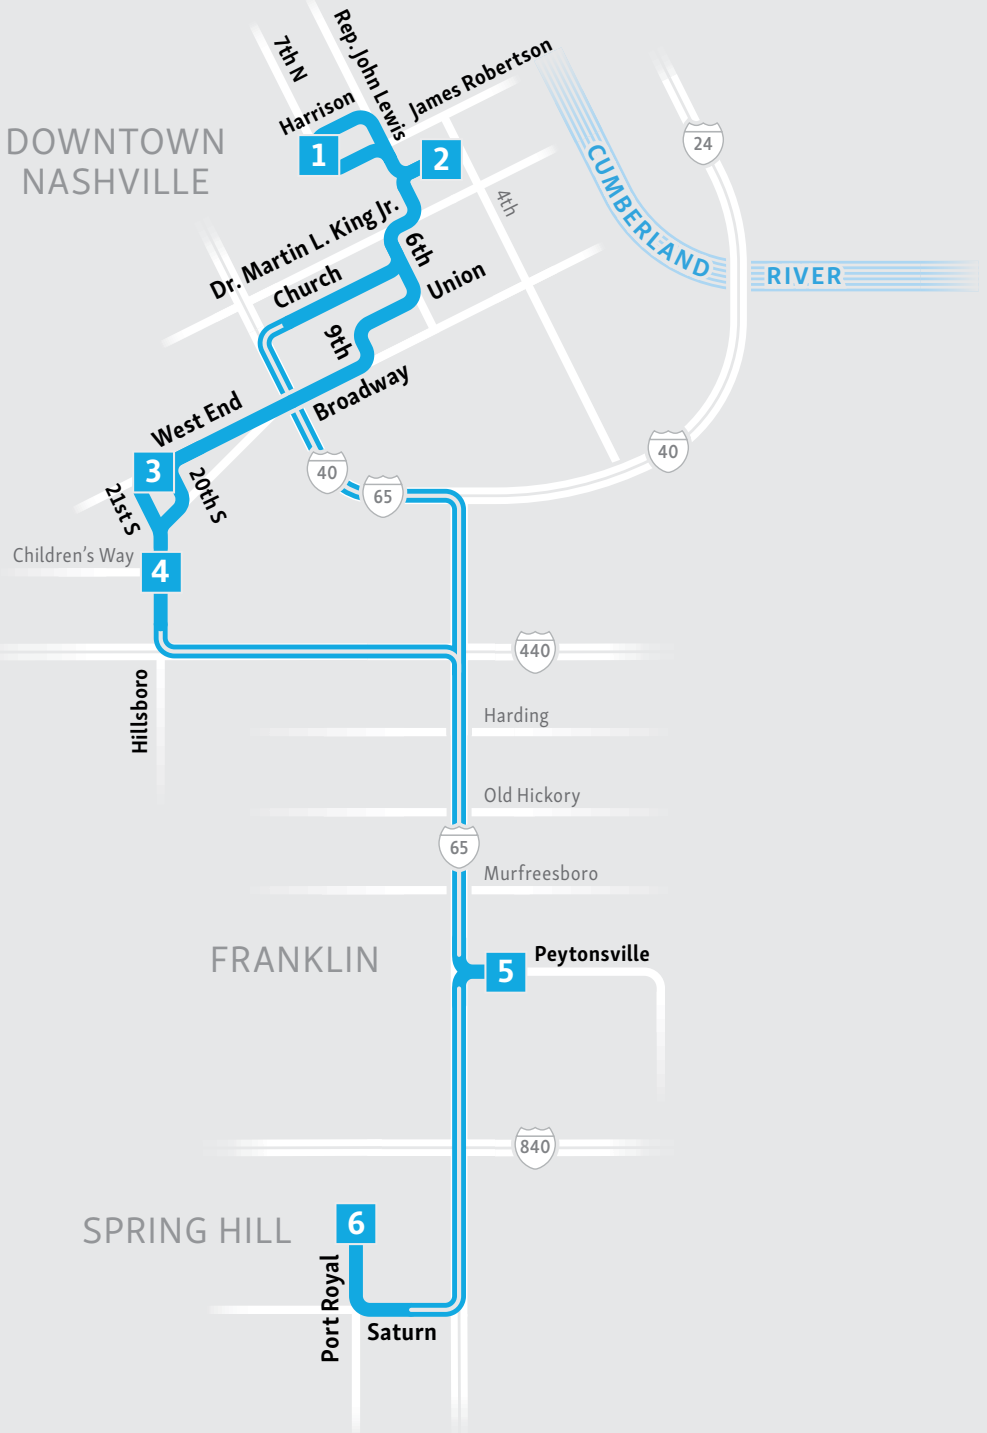 7th N
Rep. John Lewis
James Robertson
Harrison
DOWNTOWN
NASHVILLE
1
2
24
CUMBERLAND
RIVER
4th
Dr. Martin L. King Jr.
6th
Church
Union
9th
Broadway
West End
3
40
40
65
21st S
20th S
Children's Way
4
440
Hillsboro
Harding
Old Hickory
65
Murfreesboro
FRANKLIN
5
Peytonsville
840
SPRING HILL
6
Port Royal
Saturn